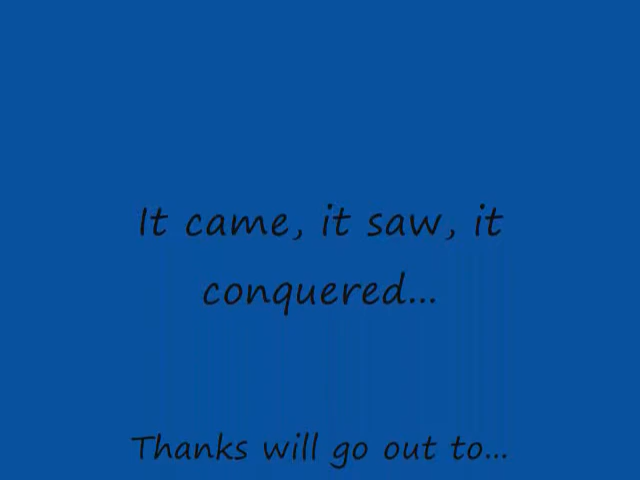 It came, it saw, it
conquered...
Thanks will go out to...